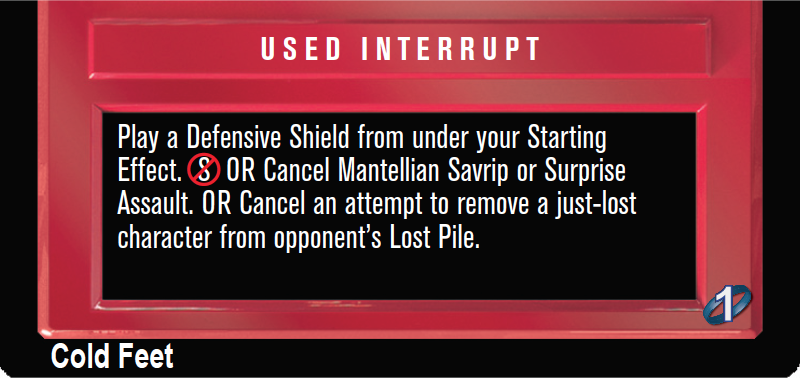 USED INTERRUPT
Play a Defensive Shield from under your Starting
Effect. S OR Cancel Mantellian Savrip or Surprise
Assault. OR Cancel an attempt to remove a just-lost
character from opponent's Lost Pile.
1
Cold Feet